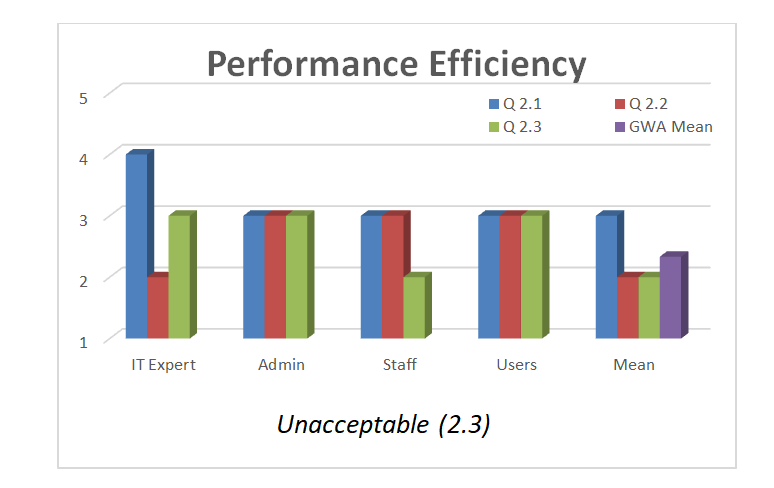 Performance Efficiency
5
Q 2.1 Q 2.2
Q 2.3 GWA Mean
4
3
2
1
IT Expert Admin Staff Users Mean
Unacceptable (2.3)